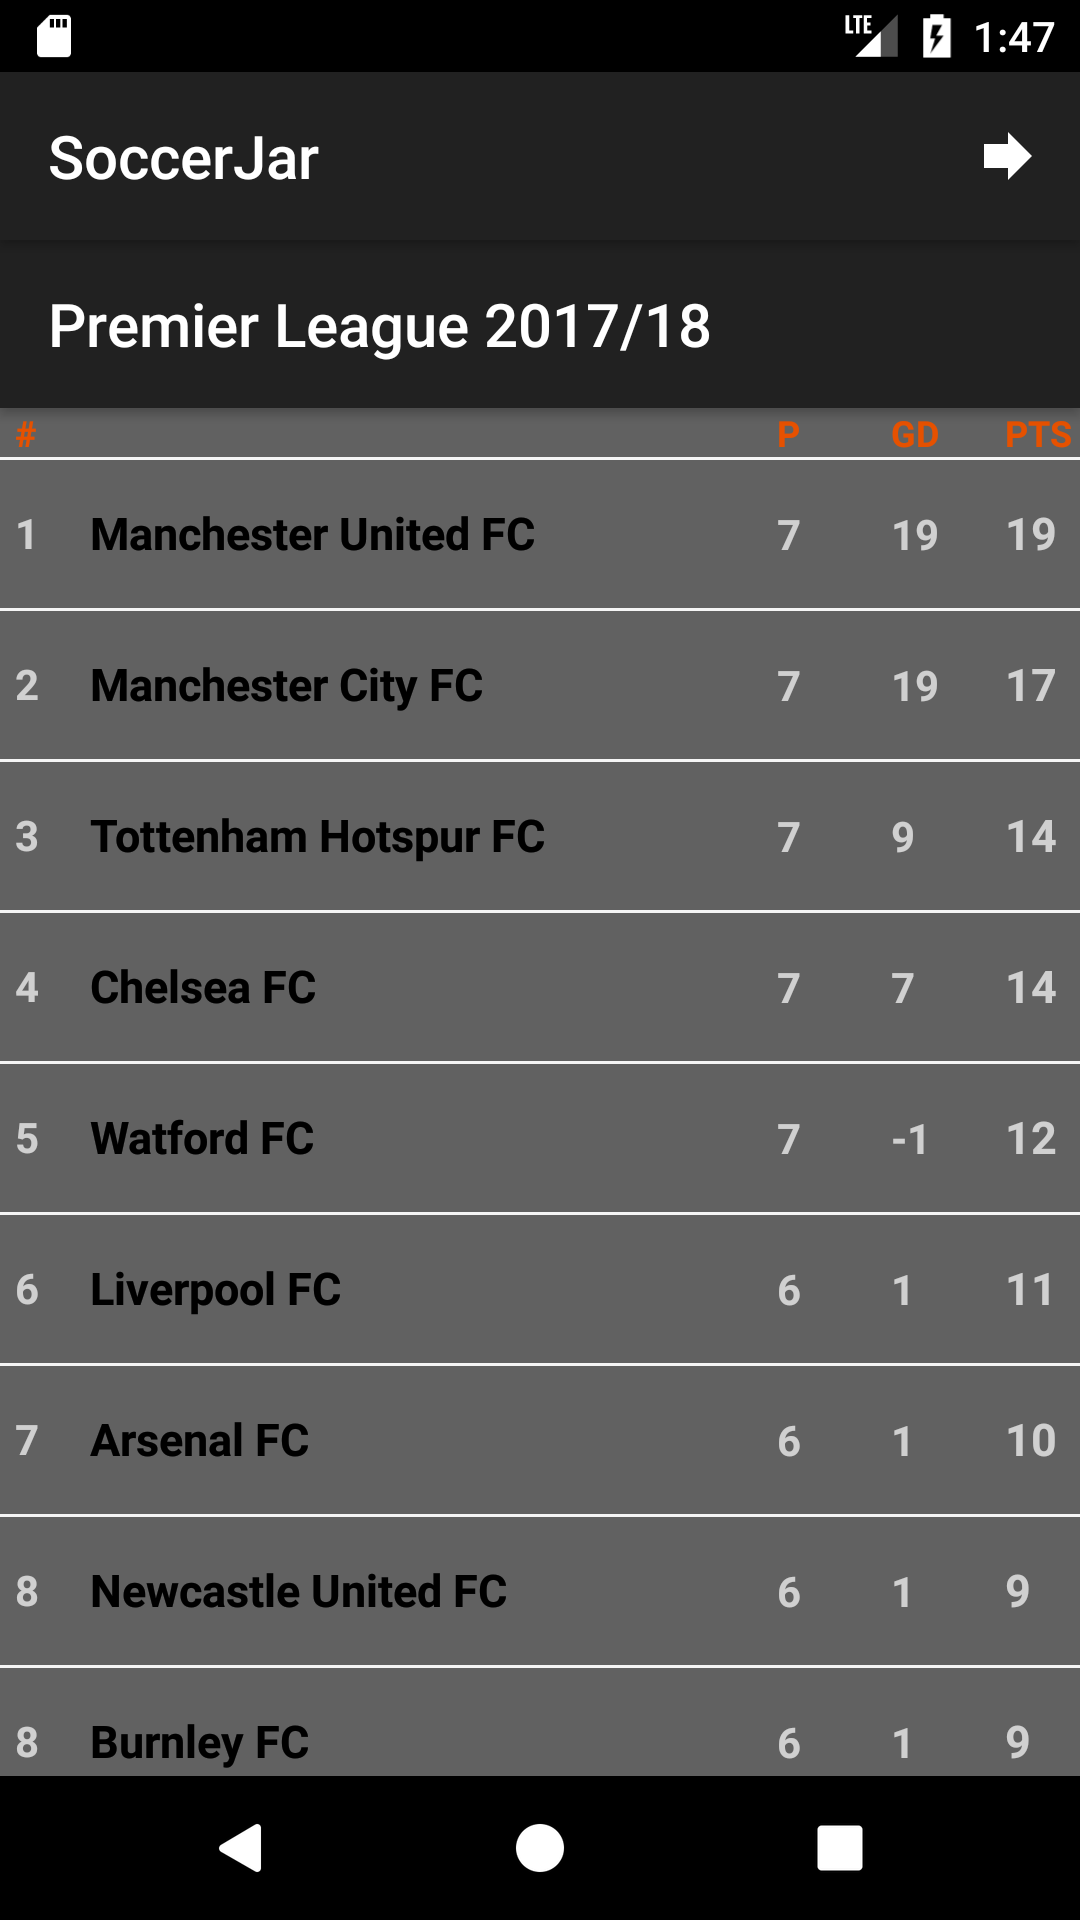 LTE 1:47
SoccerJar
Premier League 2017/18
# P GD PTS
1 Manchester United FC 7 19 19
2 Manchester City FC 7 19 17
3 Tottenham Hotspur FC 7 9 14
4 Chelsea FC 7 7 14
5 Watford FC 7 -1 12
6 Liverpool FC 6 1 11
7 Arsenal FC 6 1 10
8 Newcastle United FC 6 1 9
8 Burnley FC 6 1 9